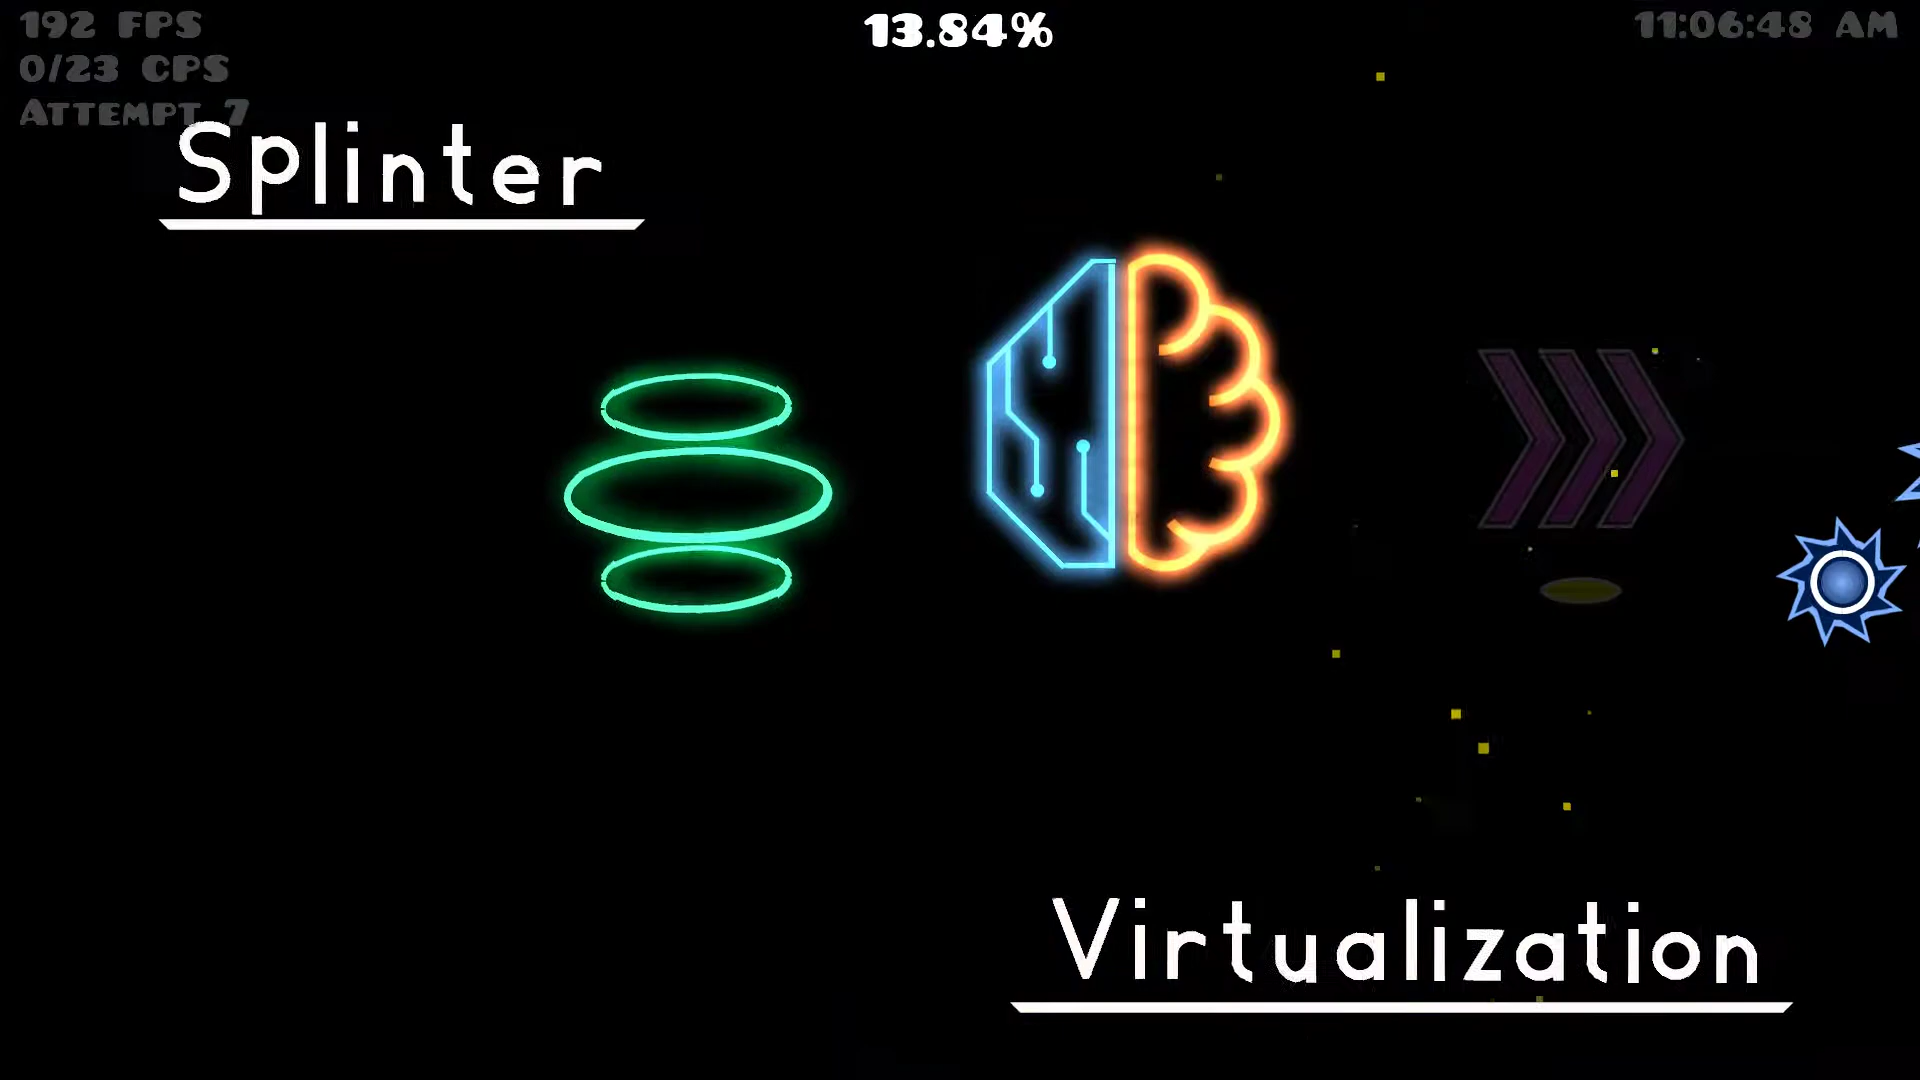 192 FPS
13.84%
11:06:48 AM
0/23 CPS
ATTEMPT 7
Splinter
Virtualization